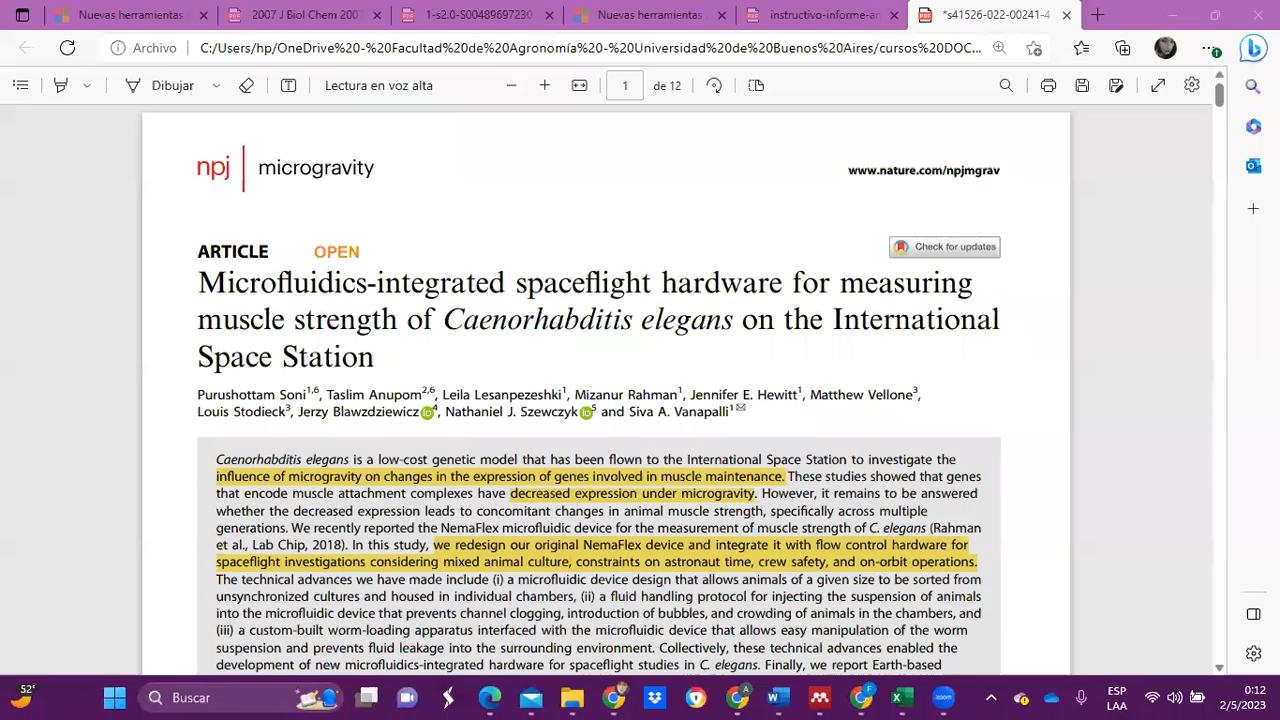 Nuevas herramientas
2007 J Biol Chem 2007
1-s2.0-S00489697230
Nuevas herramientas
instructivo-informe-ar
*s41526-022-00241-4
Archivo C:/Users/hp/OneDrive%20-%20Facultad%20de%20Agronomía%20-%20Universidad%20de%20Buenos%20Aires/cursos%20DOC...
Dibujar Lectura en voz alta 1 de 12
npj microgravity
www.nature.com/npjmgrav
ARTICLE OPEN
Check for updates
Microfluidics-integrated spaceflight hardware for measuring
muscle strength of Caenorhabditis elegans on the International
Space Station
Purushottam Soni1,6, Taslim Anupom2,6, Leila Lesanpezeshki1, Mizanur Rahman1, Jennifer E. Hewitt1, Matthew Vellone3,
Louis Stodieck3, Jerzy Blawzdziewicz iD 4, Nathaniel J. Szewczyk iD 5 and Siva A. Vanapalli1✉
Caenorhabditis elegans is a low-cost genetic model that has been flown to the International Space Station to investigate the
influence of microgravity on changes in the expression of genes involved in muscle maintenance. These studies showed that genes
that encode muscle attachment complexes have decreased expression under microgravity. However, it remains to be answered
whether the decreased expression leads to concomitant changes in animal muscle strength, specifically across multiple
generations. We recently reported the NemaFlex microfluidic device for the measurement of muscle strength of C. elegans (Rahman
et al., Lab Chip, 2018). In this study, we redesign our original NemaFlex device and integrate it with flow control hardware for
spaceflight investigations considering mixed animal culture, constraints on astronaut time, crew safety, and on-orbit operations.
The technical advances we have made include (i) a microfluidic device design that allows animals of a given size to be sorted from
unsynchronized cultures and housed in individual chambers, (ii) a fluid handling protocol for injecting the suspension of animals
into the microfluidic device that prevents channel clogging, introduction of bubbles, and crowding of animals in the chambers, and
(iii) a custom-built worm-loading apparatus interfaced with the microfluidic device that allows easy manipulation of the worm
suspension and prevents fluid leakage into the surrounding environment. Collectively, these technical advances enabled the
development of new microfluidics-integrated hardware for spaceflight studies in C. elegans. Finally, we report Earth-based
52°
Buscar
zoom
ESP
LAA
0:12
2/5/2023